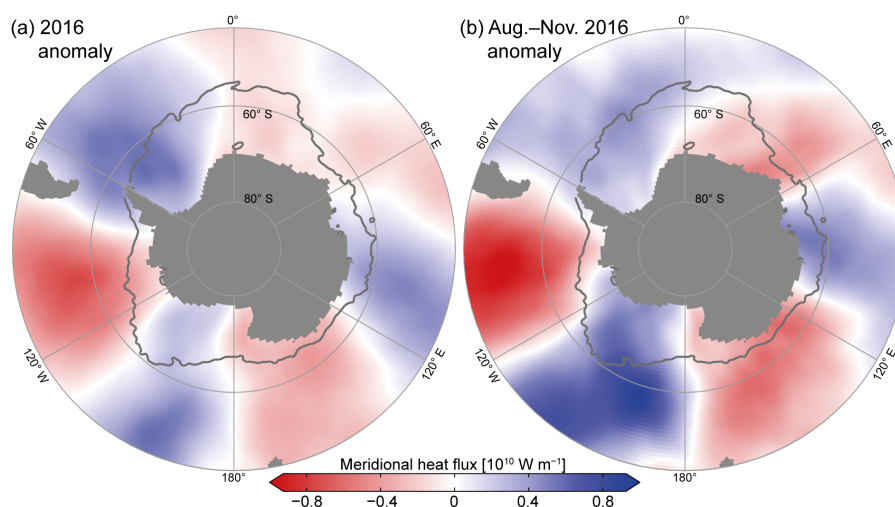 (a) 2016
anomaly
(b) Aug.–Nov. 2016
anomaly
0°
60° S
60° W
60° E
80° S
120° W
120° E
180°
0°
60° S
60° W
60° E
80° S
120° W
120° E
180°
Meridional heat flux [10¹⁰ W m⁻¹]
−0.8 −0.4 0 0.4 0.8